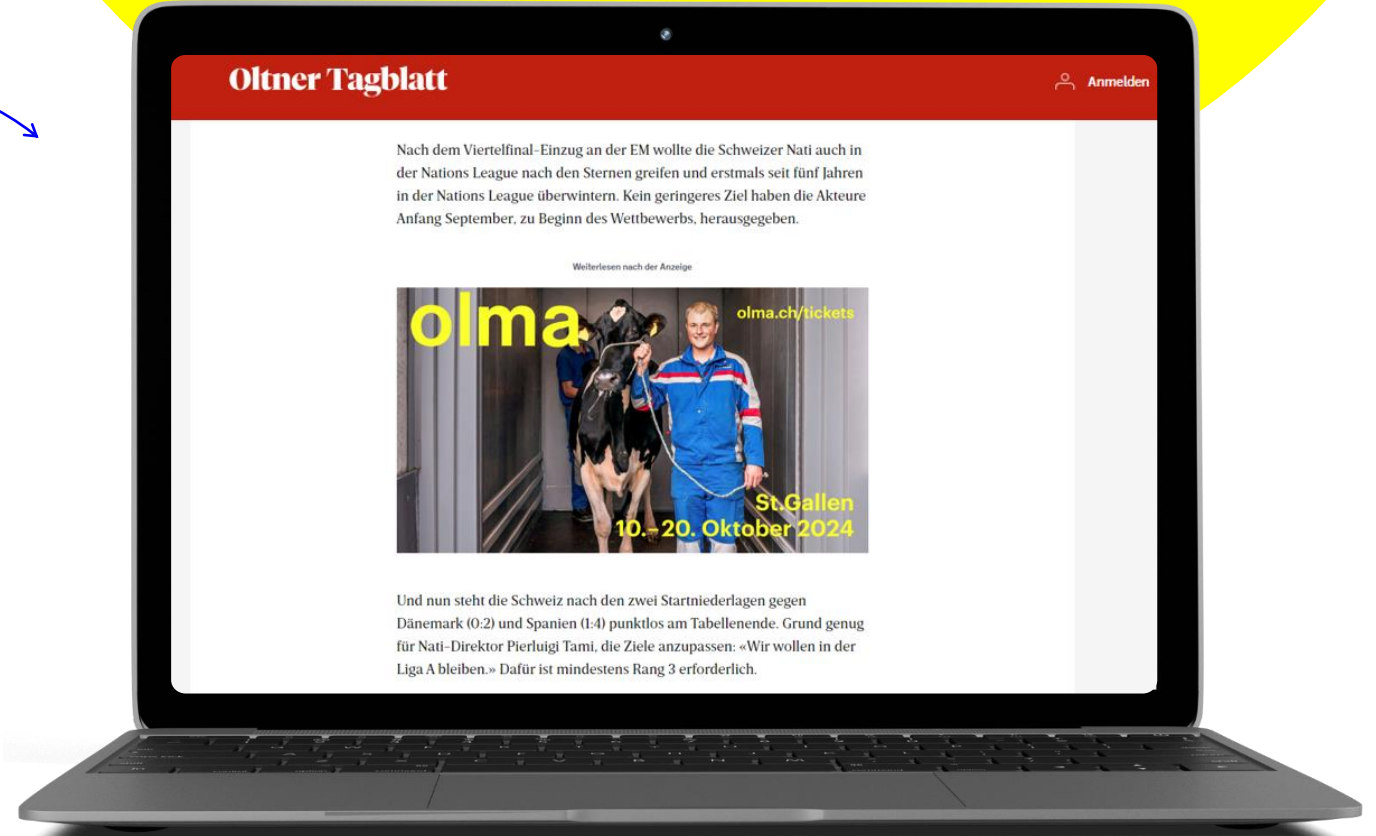 Oltner Tagblatt
Anmelden
Nach dem Viertelfinal-Einzug an der EM wollte die Schweizer Nati auch in
der Nations League nach den Sternen greifen und erstmals seit fünf Jahren
in der Nations League überwintern. Kein geringeres Ziel haben die Akteure
Anfang September, zu Beginn des Wettbewerbs, herausgegeben.
Weiterlesen nach der Anzeige
olma
olma.ch/tickets
St.Gallen
10.–20. Oktober 2024
Und nun steht die Schweiz nach den zwei Startniederlagen gegen
Dänemark (0:2) und Spanien (1:4) punktlos am Tabellenende. Grund genug
für Nati-Direktor Pierluigi Tami, die Ziele anzupassen: «Wir wollen in der
Liga A bleiben.» Dafür ist mindestens Rang 3 erforderlich.